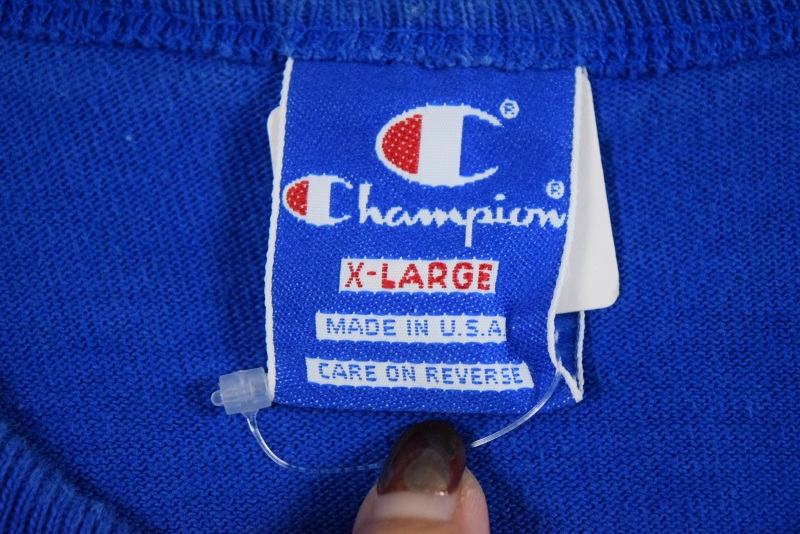 C®
Champion®
X-LARGE
MADE IN U.S.A
CARE ON REVERSE